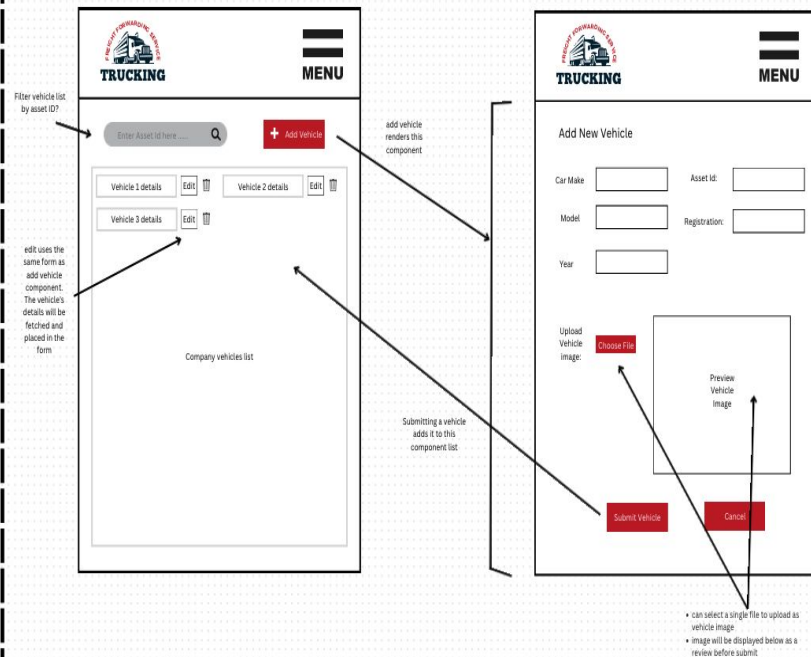 FREIGHT FORWARDING SERVICE
TRUCKING
MENU
Filter vehicle list
by asset ID?
Enter Asset Id here ......
+ Add Vehicle
add vehicle
renders this
component
Vehicle 1 details
Edit
Vehicle 2 details
Edit
Vehicle 3 details
Edit
edit uses the
same form as
add vehicle
component.
The vehicle's
details will be
fetched and
placed in the
form
Company vehicles list
Submitting a vehicle
adds it to this
component list
FREIGHT FORWARDING SERVICE
TRUCKING
MENU
Add New Vehicle
Car Make
Asset Id:
Model
Registration:
Year
Upload
Vehicle
image:
Choose File
Preview
Vehicle
Image
Submit Vehicle
Cancel
• can select a single file to upload as
vehicle image
• image will be displayed below as a
review before submit